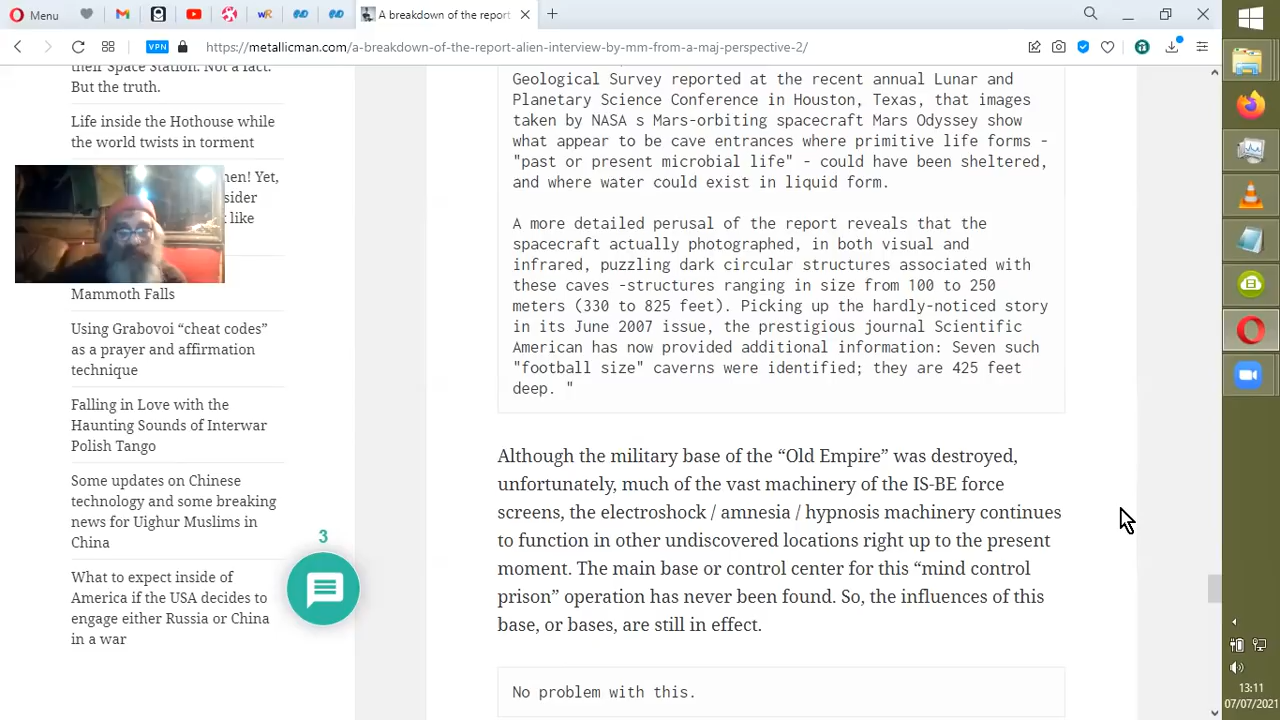 Menu
A breakdown of the report
VPN
https://metallicman.com/a-breakdown-of-the-report-alien-interview-by-mm-from-a-maj-perspective-2/
their Space Station. Not a fact.
But the truth.
Life inside the Hothouse while
the world twists in torment
men! Yet,
sider
like
Mammoth Falls
Using Grabovoi “cheat codes”
as a prayer and affirmation
technique
Falling in Love with the
Haunting Sounds of Interwar
Polish Tango
Some updates on Chinese
technology and some breaking
news for Uighur Muslims in
China
What to expect inside of
America if the USA decides to
engage either Russia or China
in a war
3
Geological Survey reported at the recent annual Lunar and
Planetary Science Conference in Houston, Texas, that images
taken by NASA s Mars-orbiting spacecraft Mars Odyssey show
what appear to be cave entrances where primitive life forms -
"past or present microbial life" - could have been sheltered,
and where water could exist in liquid form.
A more detailed perusal of the report reveals that the
spacecraft actually photographed, in both visual and
infrared, puzzling dark circular structures associated with
these caves -structures ranging in size from 100 to 250
meters (330 to 825 feet). Picking up the hardly-noticed story
in its June 2007 issue, the prestigious journal Scientific
American has now provided additional information: Seven such
"football size" caverns were identified; they are 425 feet
deep. "
Although the military base of the “Old Empire” was destroyed,
unfortunately, much of the vast machinery of the IS-BE force
screens, the electroshock / amnesia / hypnosis machinery continues
to function in other undiscovered locations right up to the present
moment. The main base or control center for this “mind control
prison” operation has never been found. So, the influences of this
base, or bases, are still in effect.
No problem with this.
13:11
07/07/2021